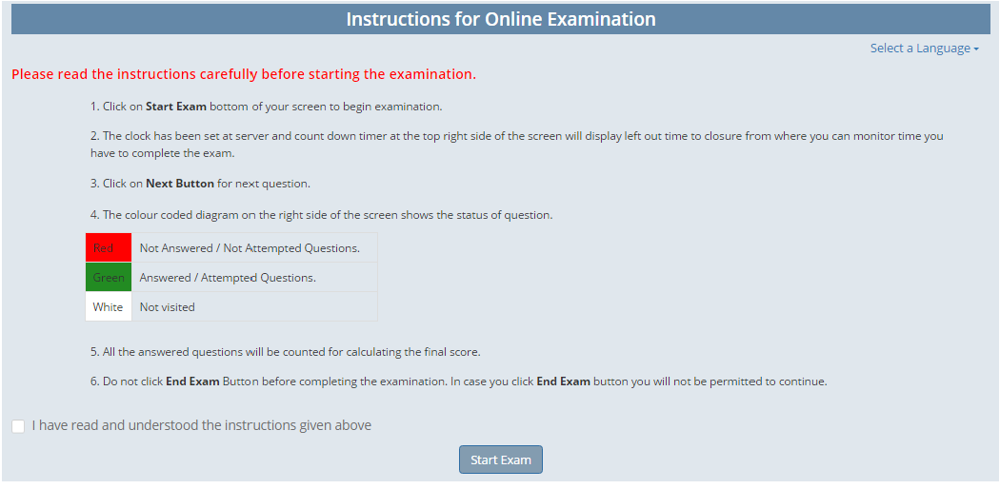 Instructions for Online Examination
Select a Language
Please read the instructions carefully before starting the examination.
1. Click on Start Exam bottom of your screen to begin examination.
2. The clock has been set at server and count down timer at the top right side of the screen will display left out time to closure from where you can monitor time you
have to complete the exam.
3. Click on Next Button for next question.
4. The colour coded diagram on the right side of the screen shows the status of question.
Red Not Answered / Not Attempted Questions.
Green Answered / Attempted Questions.
White Not visited
5. All the answered questions will be counted for calculating the final score.
6. Do not click End Exam Button before completing the examination. In case you click End Exam button you will not be permitted to continue.
I have read and understood the instructions given above
Start Exam